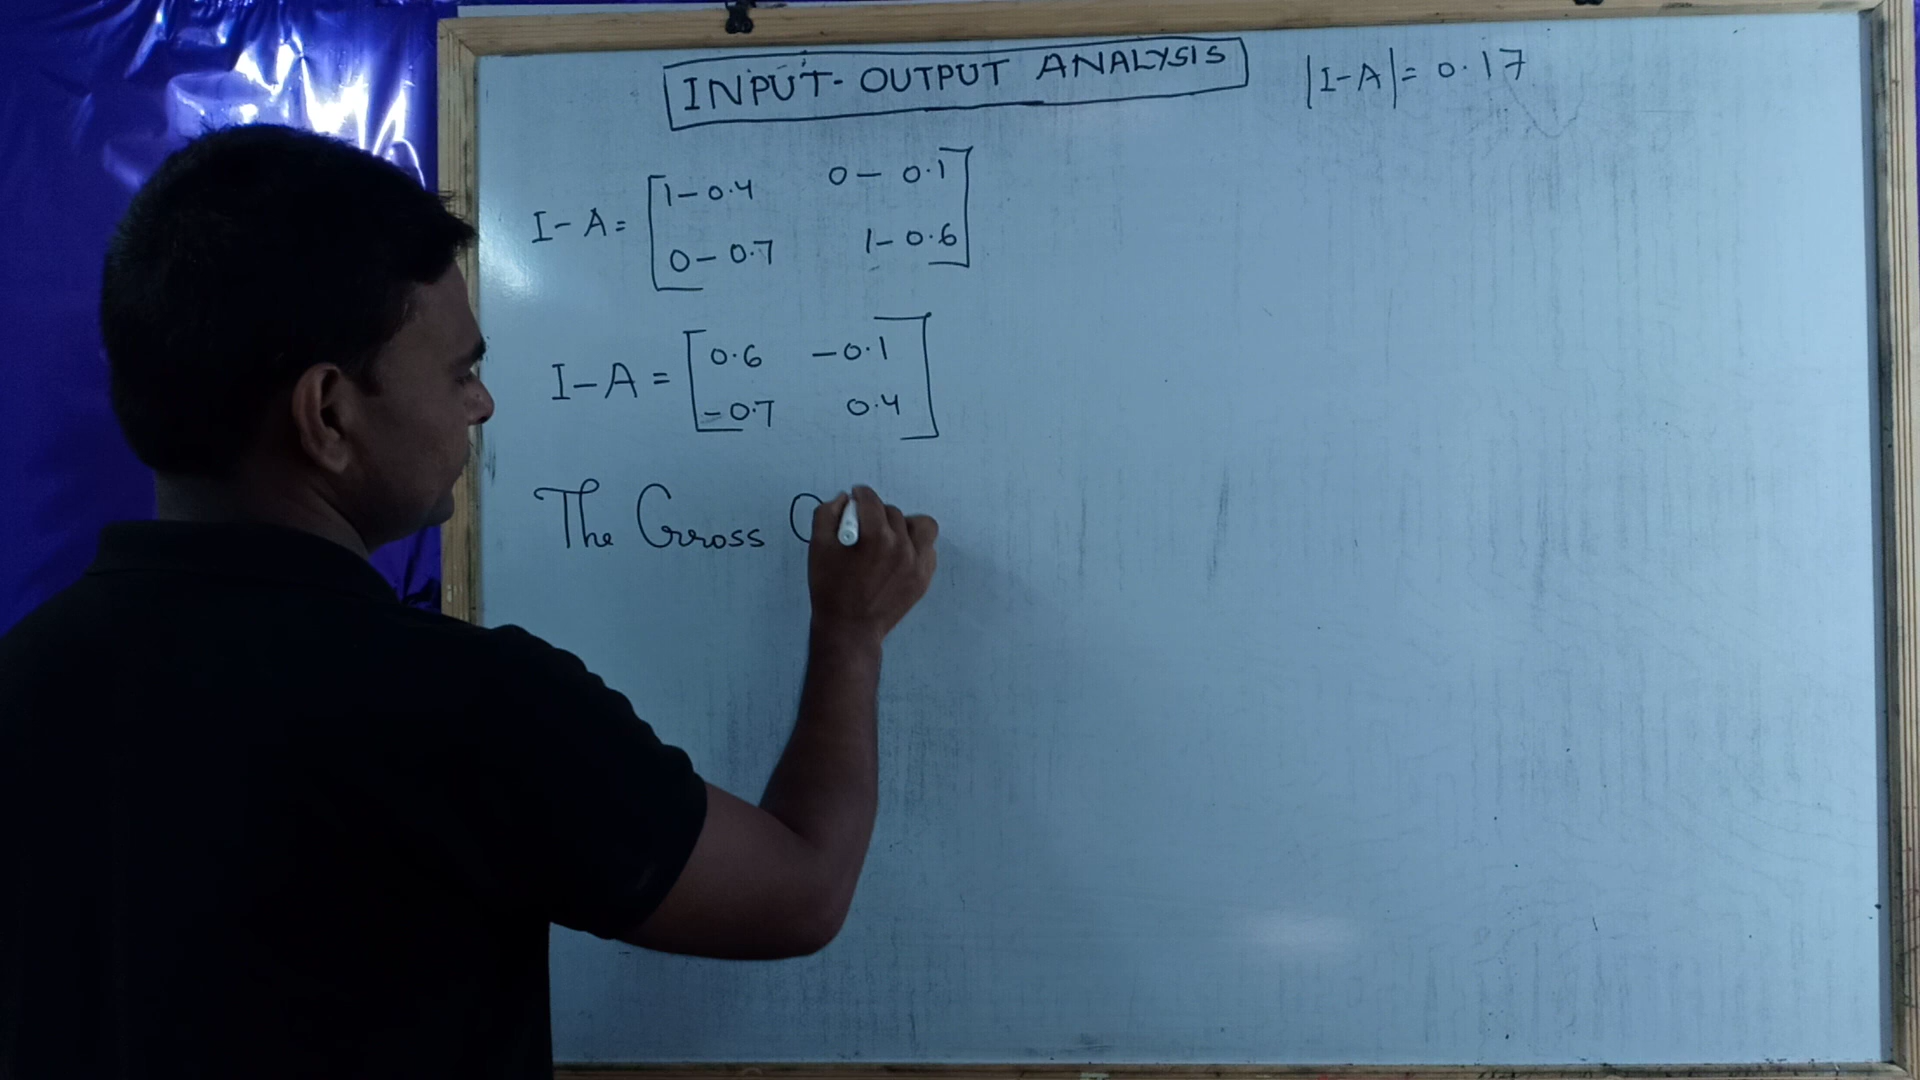 INPUT-OUTPUT ANALYSIS
|I-A| = 0.17
I-A = [1-0.4 0-0.1
0-0.7 1-0.6]
I-A = [0.6 -0.1
-0.7 0.4]
The Gross